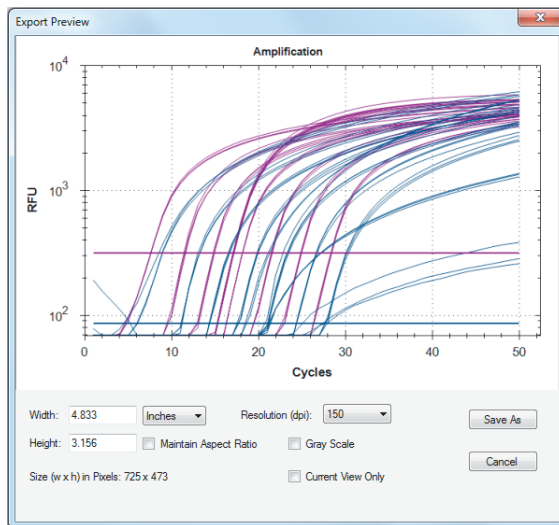 Export Preview
x
Amplification
10^4
10^3
10^2
RFU
0 10 20 30 40 50
Cycles
Width: 4.833 Inches Resolution (dpi): 150 Save As
Height: 3.156 Maintain Aspect Ratio Gray Scale
Cancel
Size (w x h) in Pixels: 725 x 473 Current View Only